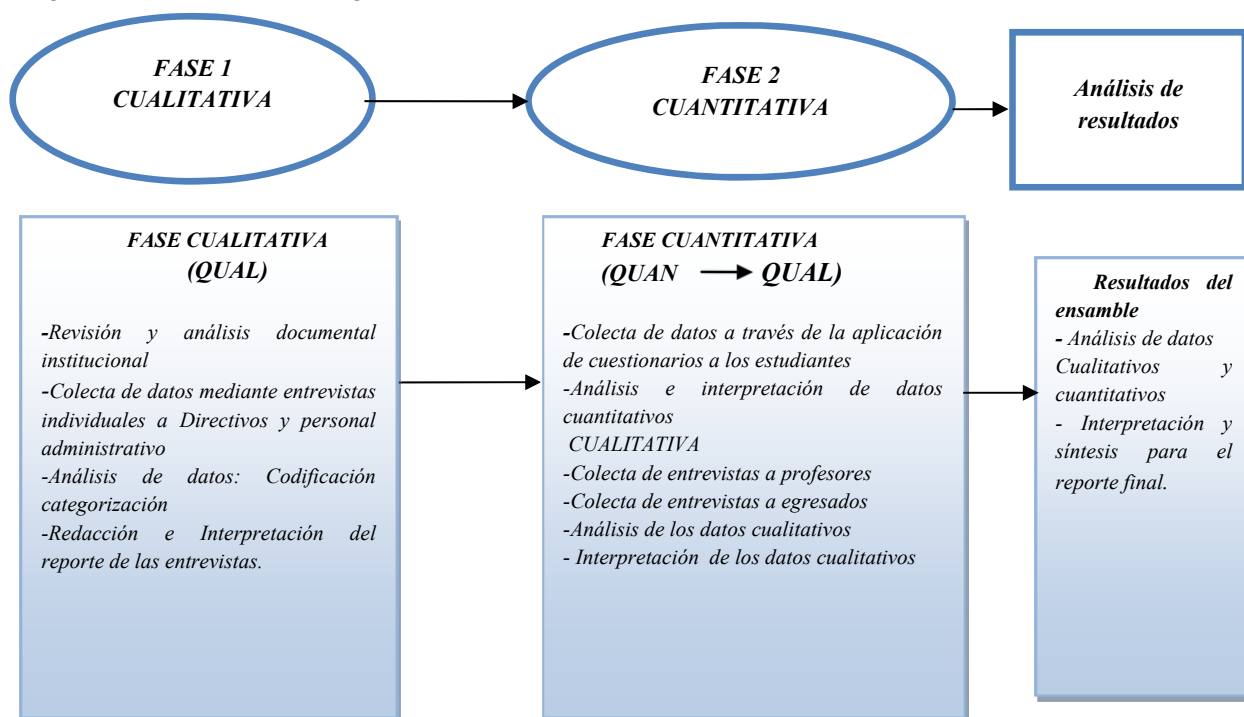 FASE 1
CUALITATIVA
FASE 2
CUANTITATIVA
Análisis de
resultados
FASE CUALITATIVA
(QUAL)
-Revisión y análisis documental
institucional
-Colecta de datos mediante entrevistas
individuales a Directivos y personal
administrativo
-Análisis de datos: Codificación
categorización
-Redacción e Interpretación del
reporte de las entrevistas.
FASE CUANTITATIVA
(QUAN QUAL)
-Colecta de datos a través de la aplicación
de cuestionarios a los estudiantes
-Análisis e interpretación de datos
cuantitativos
CUALITATIVA
-Colecta de entrevistas a profesores
-Colecta de entrevistas a egresados
-Análisis de los datos cualitativos
- Interpretación de los datos cualitativos
Resultados del
ensamble
- Análisis de datos
Cualitativos y
cuantitativos
- Interpretación y
síntesis para el
reporte final.